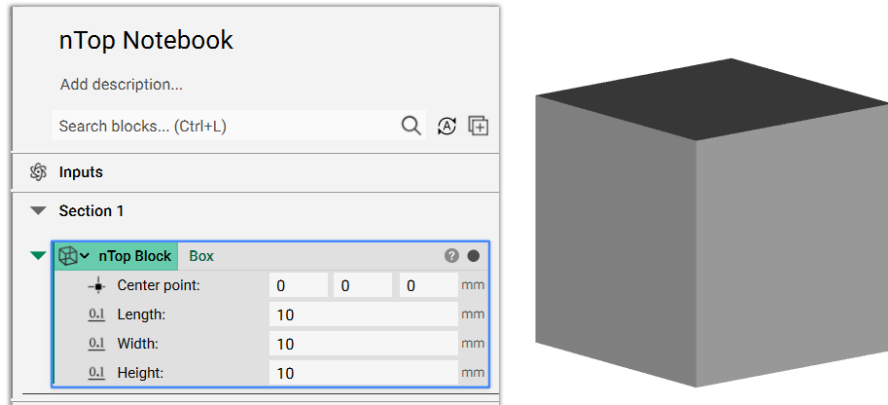 nTop Notebook
Add description...
Search blocks... (Ctrl+L)
A
Inputs
Section 1
nTop Block Box ?
Center point: 0 0 0 mm
0.1 Length: 10 mm
0.1 Width: 10 mm
0.1 Height: 10 mm